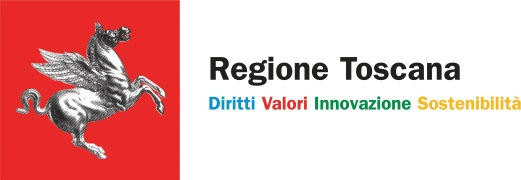 Regione Toscana
Diritti Valori Innovazione Sostenibilità